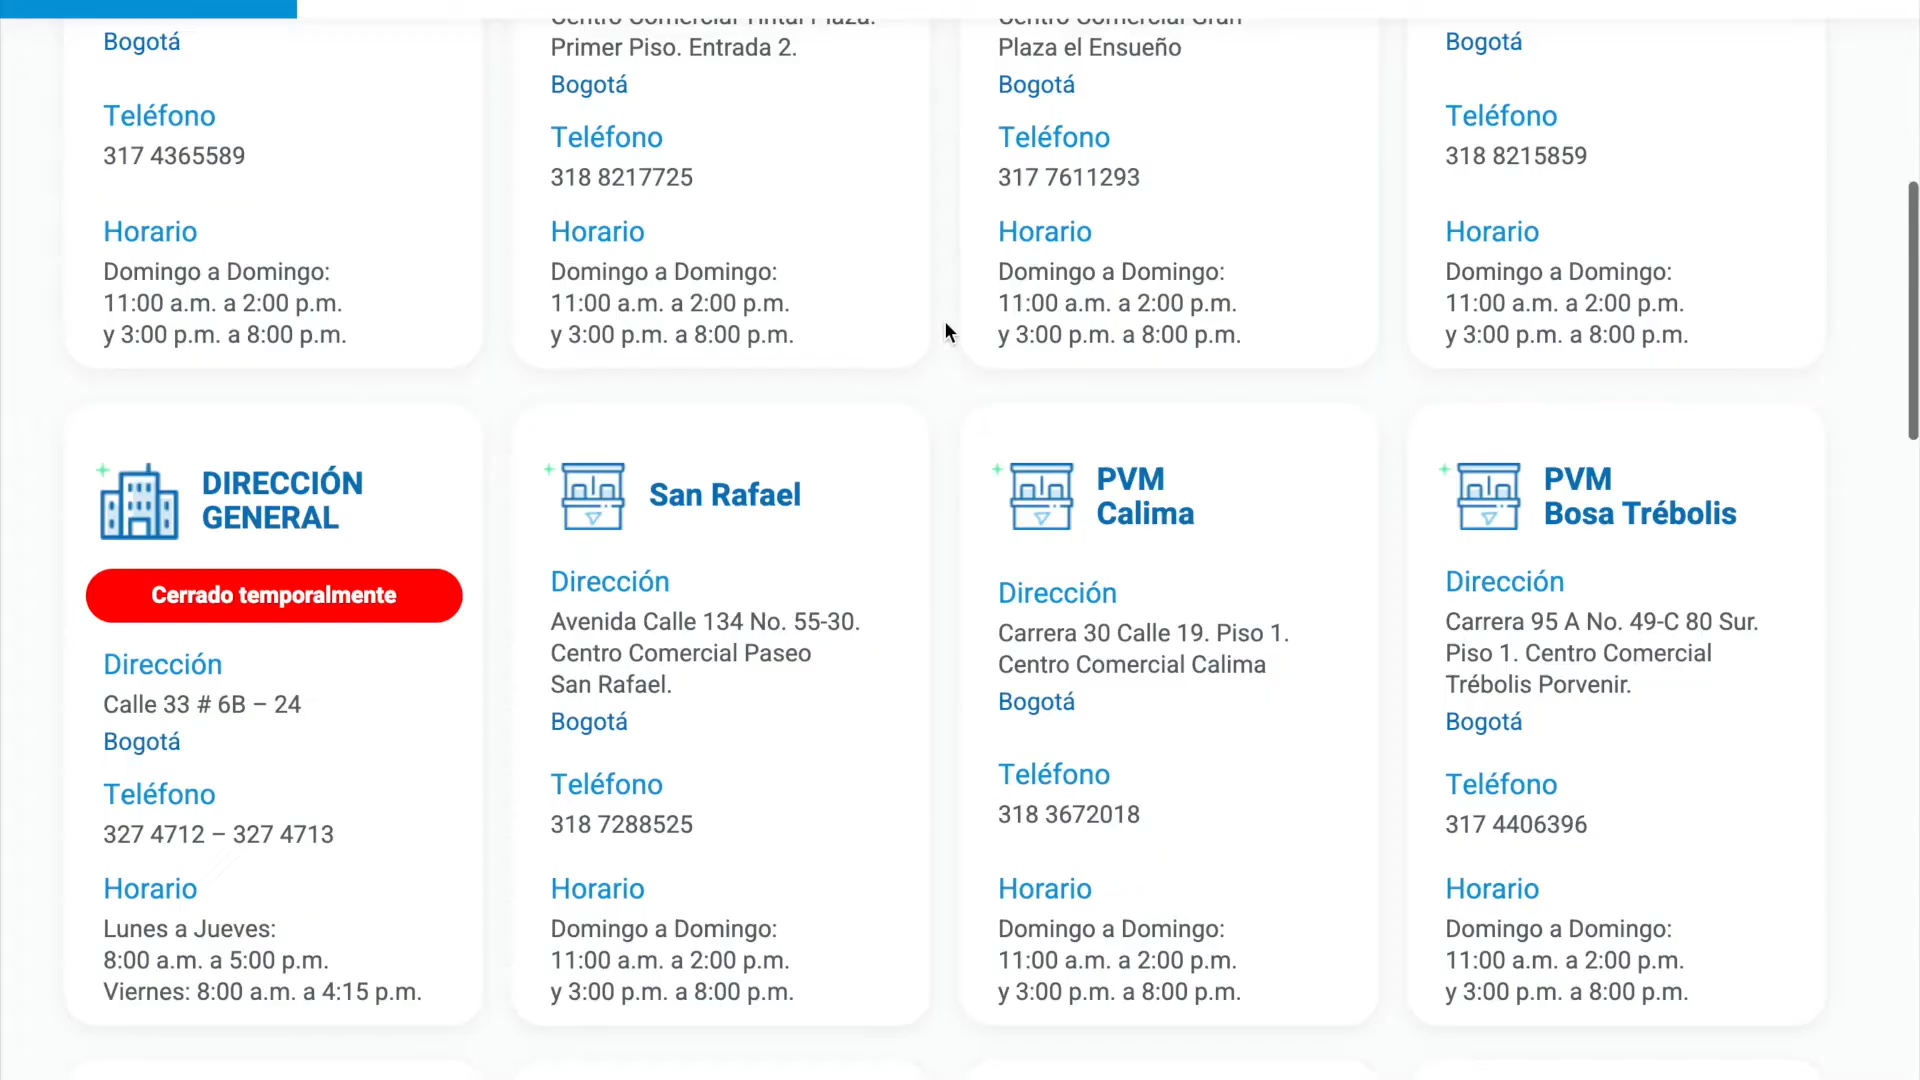 Bogotá
Teléfono
317 4365589
Horario
Domingo a Domingo:
11:00 a.m. a 2:00 p.m.
y 3:00 p.m. a 8:00 p.m.
Centro Comercial Tintal Plaza.
Primer Piso. Entrada 2.
Bogotá
Teléfono
318 8217725
Horario
Domingo a Domingo:
11:00 a.m. a 2:00 p.m.
y 3:00 p.m. a 8:00 p.m.
Centro Comercial Gran
Plaza el Ensueño
Bogotá
Teléfono
317 7611293
Horario
Domingo a Domingo:
11:00 a.m. a 2:00 p.m.
y 3:00 p.m. a 8:00 p.m.
Bogotá
Teléfono
318 8215859
Horario
Domingo a Domingo:
11:00 a.m. a 2:00 p.m.
y 3:00 p.m. a 8:00 p.m.
DIRECCIÓN
GENERAL
Cerrado temporalmente
Dirección
Calle 33 # 6B – 24
Bogotá
Teléfono
327 4712 – 327 4713
Horario
Lunes a Jueves:
8:00 a.m. a 5:00 p.m.
Viernes: 8:00 a.m. a 4:15 p.m.
San Rafael
Dirección
Avenida Calle 134 No. 55-30.
Centro Comercial Paseo
San Rafael.
Bogotá
Teléfono
318 7288525
Horario
Domingo a Domingo:
11:00 a.m. a 2:00 p.m.
y 3:00 p.m. a 8:00 p.m.
PVM
Calima
Dirección
Carrera 30 Calle 19. Piso 1.
Centro Comercial Calima
Bogotá
Teléfono
318 3672018
Horario
Domingo a Domingo:
11:00 a.m. a 2:00 p.m.
y 3:00 p.m. a 8:00 p.m.
PVM
Bosa Trébolis
Dirección
Carrera 95 A No. 49-C 80 Sur.
Piso 1. Centro Comercial
Trébolis Porvenir.
Bogotá
Teléfono
317 4406396
Horario
Domingo a Domingo:
11:00 a.m. a 2:00 p.m.
y 3:00 p.m. a 8:00 p.m.